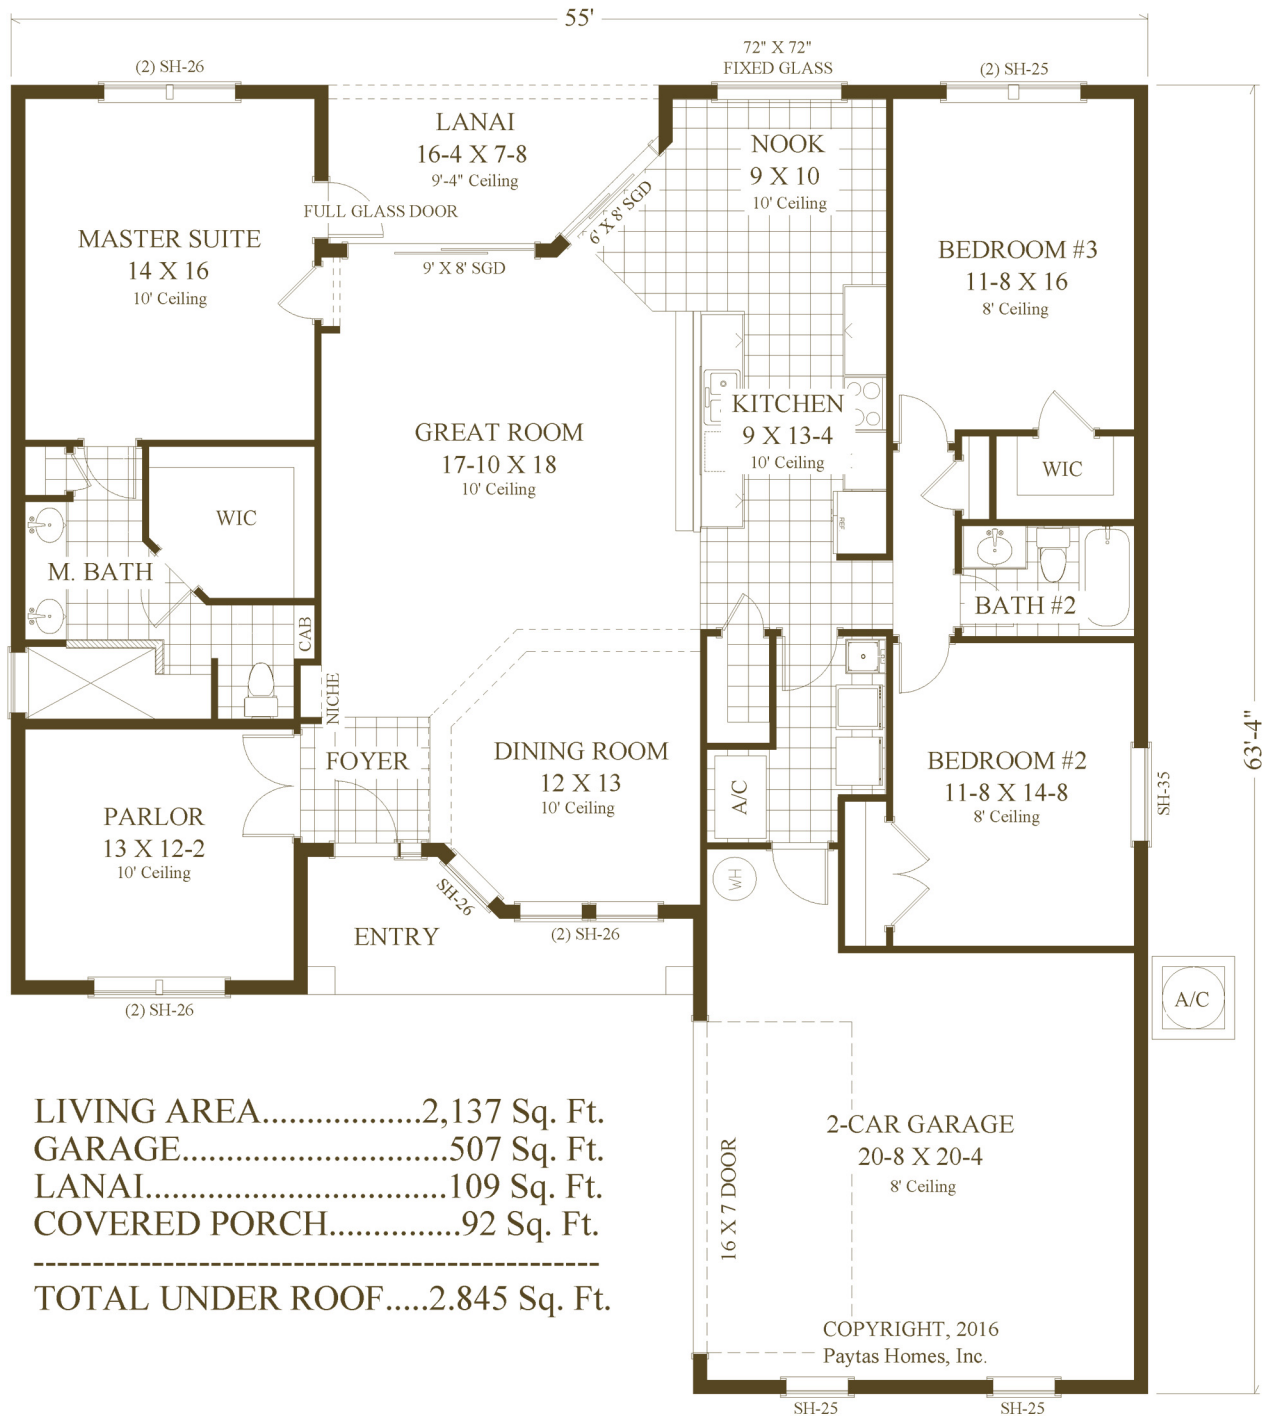 55'
(2) SH-26
72" X 72"
FIXED GLASS
(2) SH-25
LANAI
16-4 X 7-8
9'-4" Ceiling
NOOK
9 X 10
10' Ceiling
FULL GLASS DOOR
6' X 8' SGD
MASTER SUITE
14 X 16
10' Ceiling
9' X 8' SGD
BEDROOM #3
11-8 X 16
8' Ceiling
GREAT ROOM
17-10 X 18
10' Ceiling
KITCHEN
9 X 13-4
10' Ceiling
WIC
WIC
REF
M. BATH
BATH #2
CAB
NICHE
FOYER
DINING ROOM
12 X 13
10' Ceiling
A/C
BEDROOM #2
11-8 X 14-8
8' Ceiling
SH-35
63'-4"
PARLOR
13 X 12-2
10' Ceiling
WH
SH-26
ENTRY
(2) SH-26
(2) SH-26
A/C
LIVING AREA..................2,137 Sq. Ft.
GARAGE..............................507 Sq. Ft.
LANAI..................................109 Sq. Ft.
COVERED PORCH...............92 Sq. Ft.
------------------------------------------------
TOTAL UNDER ROOF.....2.845 Sq. Ft.
2-CAR GARAGE
20-8 X 20-4
8' Ceiling
16 X 7 DOOR
COPYRIGHT, 2016
Paytas Homes, Inc.
SH-25
SH-25